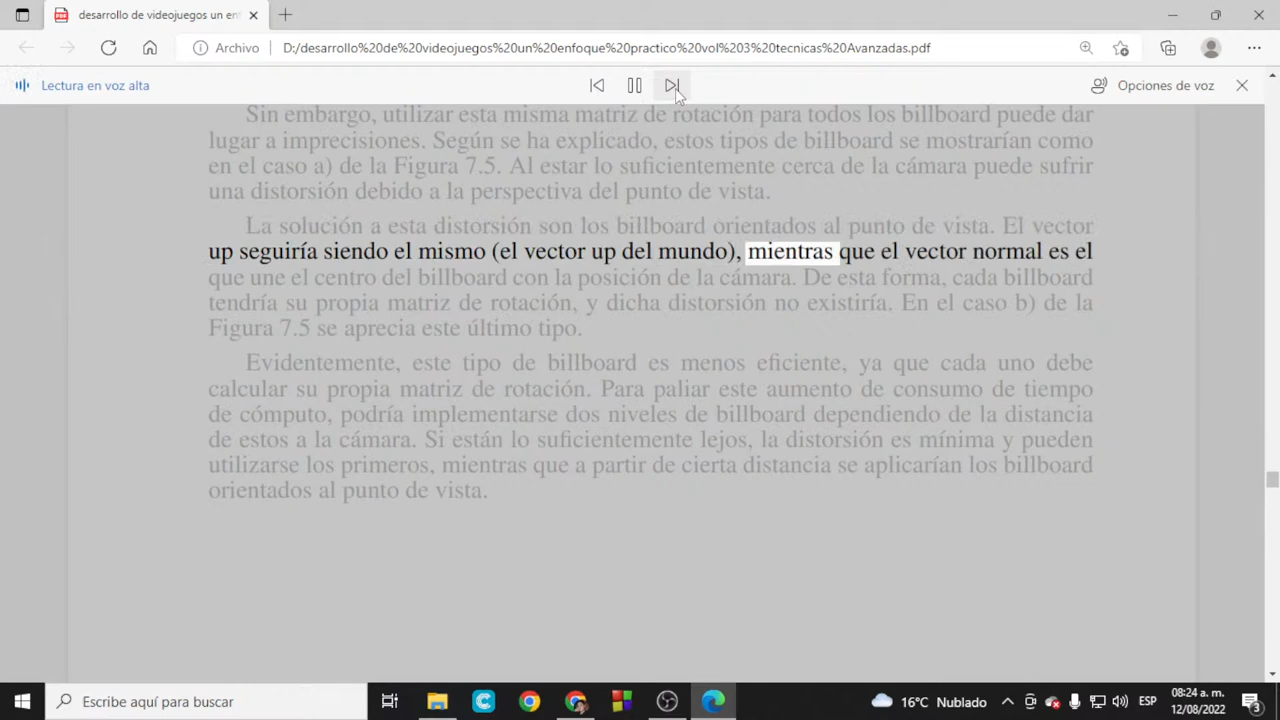 desarrollo de videojuegos un en
Archivo
D:/desarrollo%20de%20videojuegos%20un%20enfoque%20practico%20vol%203%20tecnicas%20Avanzadas.pdf
Lectura en voz alta
Opciones de voz
Sin embargo, utilizar esta misma matriz de rotación para todos los billboard puede dar
lugar a imprecisiones. Según se ha explicado, estos tipos de billboard se mostrarían como
en el caso a) de la Figura 7.5. Al estar lo suficientemente cerca de la cámara puede sufrir
una distorsión debido a la perspectiva del punto de vista.
La solución a esta distorsión son los billboard orientados al punto de vista. El vector
up seguiría siendo el mismo (el vector up del mundo), mientras que el vector normal es el
que une el centro del billboard con la posición de la cámara. De esta forma, cada billboard
tendría su propia matriz de rotación, y dicha distorsión no existiría. En el caso b) de la
Figura 7.5 se aprecia este último tipo.
Evidentemente, este tipo de billboard es menos eficiente, ya que cada uno debe
calcular su propia matriz de rotación. Para paliar este aumento de consumo de tiempo
de cómputo, podría implementarse dos niveles de billboard dependiendo de la distancia
de estos a la cámara. Si están lo suficientemente lejos, la distorsión es mínima y pueden
utilizarse los primeros, mientras que a partir de cierta distancia se aplicarían los billboard
orientados al punto de vista.
Escribe aquí para buscar
16°C Nublado
ESP
08:24 a. m.
12/08/2022
3